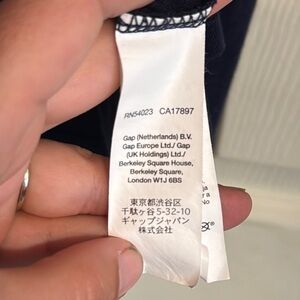 RN54023 CA17897
Gap (Netherlands) B.V.
Gap Europe Ltd./ Gap
(UK Holdings) Ltd./
Berkeley Square House,
Berkeley Square,
London W1J 6BS
東京都渋谷区
千駄ヶ谷5-32-10
ギャップジャパン
株式会社